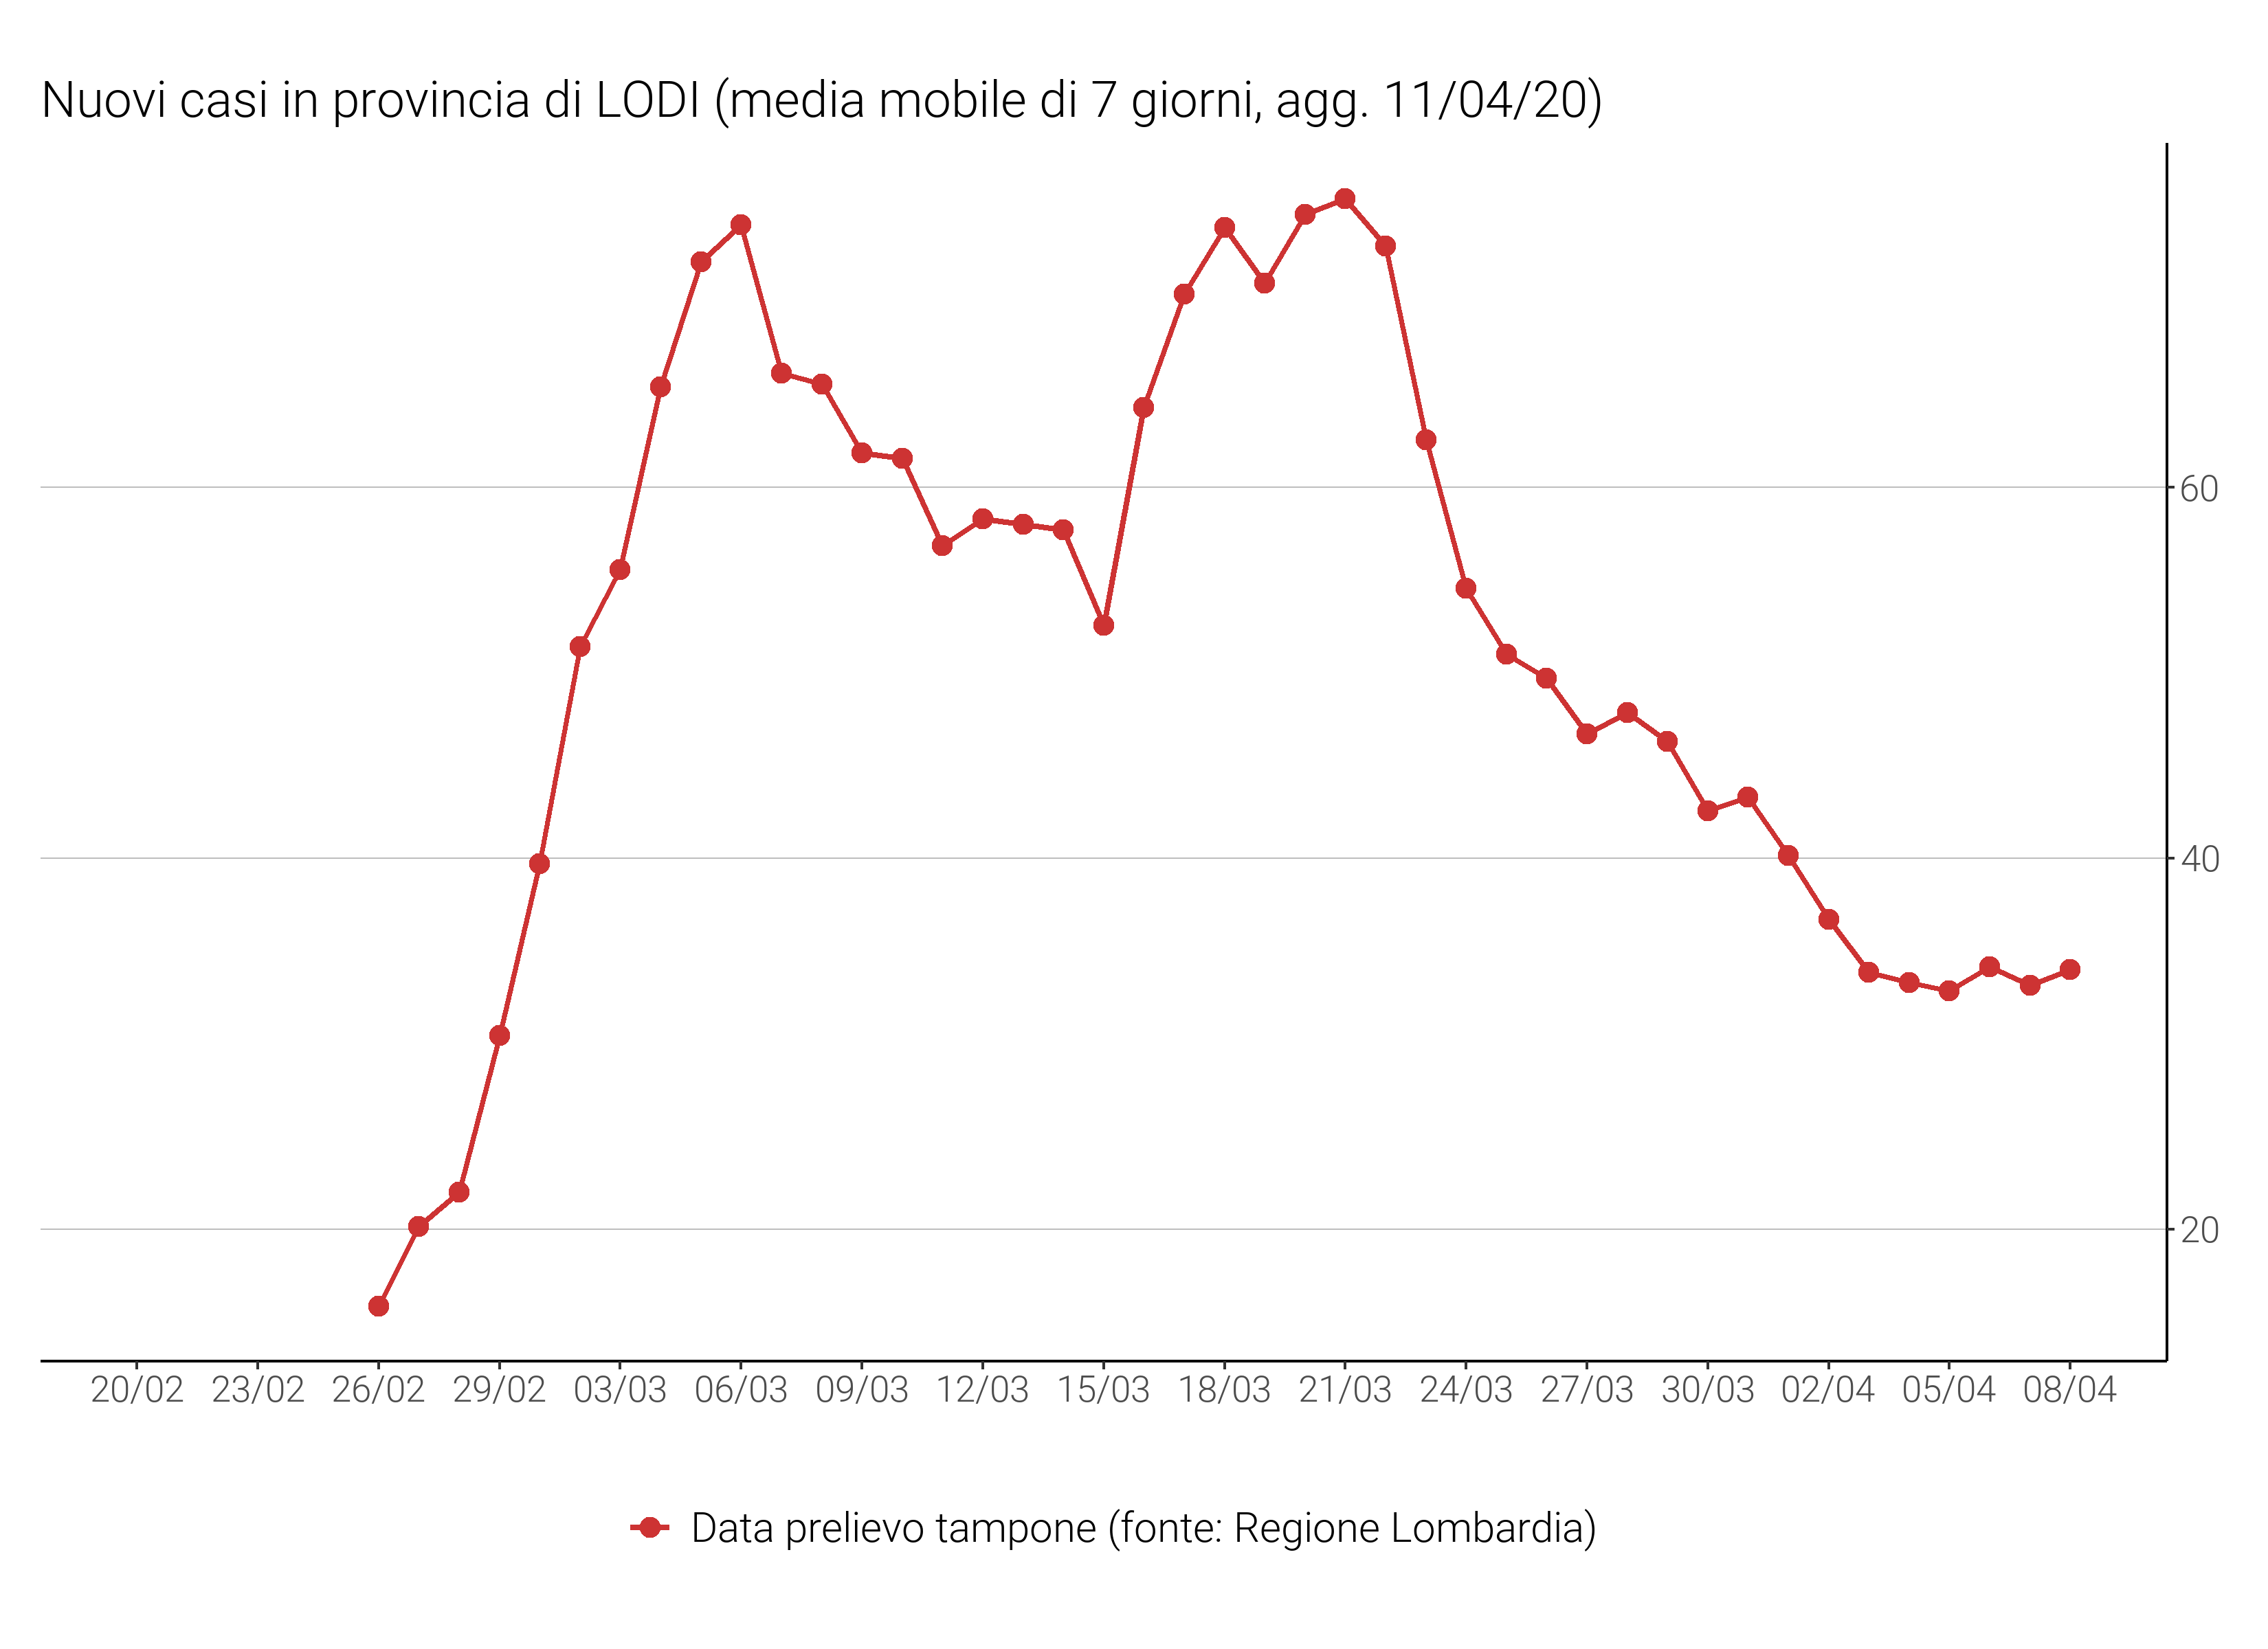 Nuovi casi in provincia di LODI (media mobile di 7 giorni, agg. 11/04/20)
60
40
20
20/02 23/02 26/02 29/02 03/03 06/03 09/03 12/03 15/03 18/03 21/03 24/03 27/03 30/03 02/04 05/04 08/04
Data prelievo tampone (fonte: Regione Lombardia)